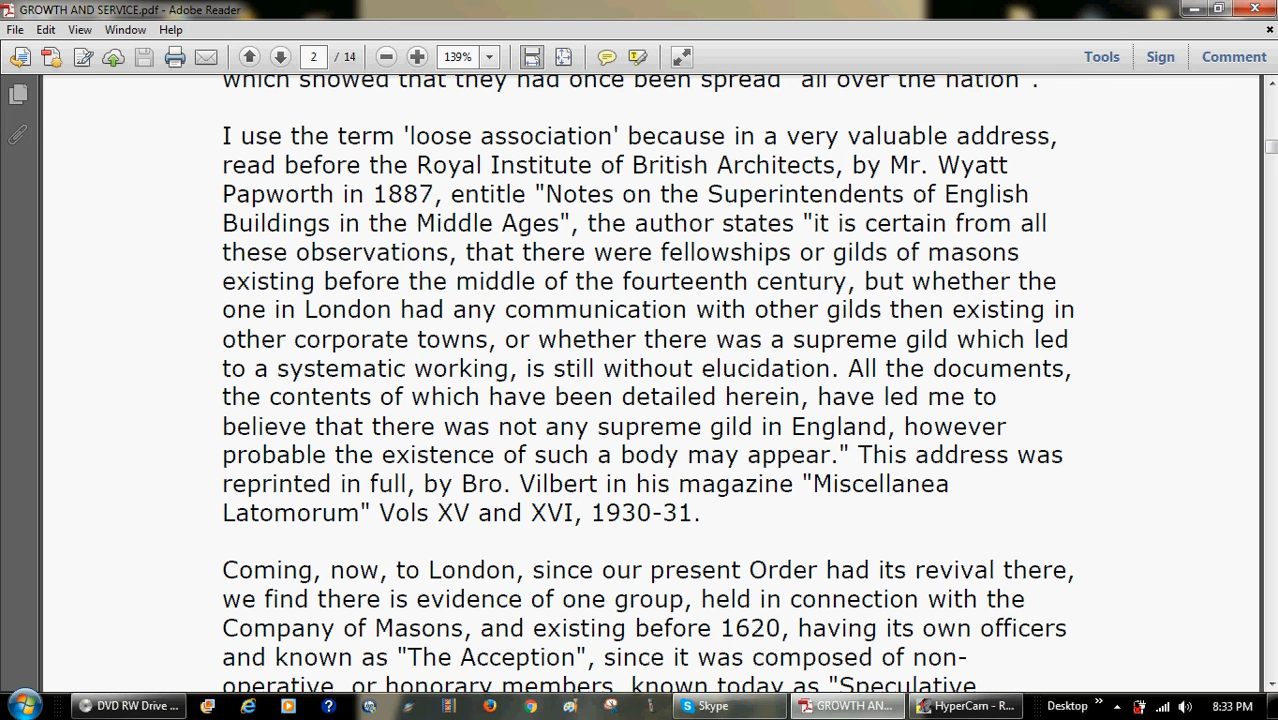 GROWTH AND SERVICE.pdf - Adobe Reader
File Edit View Window Help
2 / 14 139% Tools Sign Comment
which showed that they had once been spread "all over the nation".
I use the term 'loose association' because in a very valuable address,
read before the Royal Institute of British Architects, by Mr. Wyatt
Papworth in 1887, entitle "Notes on the Superintendents of English
Buildings in the Middle Ages", the author states "it is certain from all
these observations, that there were fellowships or gilds of masons
existing before the middle of the fourteenth century, but whether the
one in London had any communication with other gilds then existing in
other corporate towns, or whether there was a supreme gild which led
to a systematic working, is still without elucidation. All the documents,
the contents of which have been detailed herein, have led me to
believe that there was not any supreme gild in England, however
probable the existence of such a body may appear." This address was
reprinted in full, by Bro. Vilbert in his magazine "Miscellanea
Latomorum" Vols XV and XVI, 1930-31.
Coming, now, to London, since our present Order had its revival there,
we find there is evidence of one group, held in connection with the
Company of Masons, and existing before 1620, having its own officers
and known as "The Acception", since it was composed of non-
operative, or honorary members, known today as "Speculative
DVD RW Drive ... Skype GROWTH AN... HyperCam - R... Desktop 8:33 PM